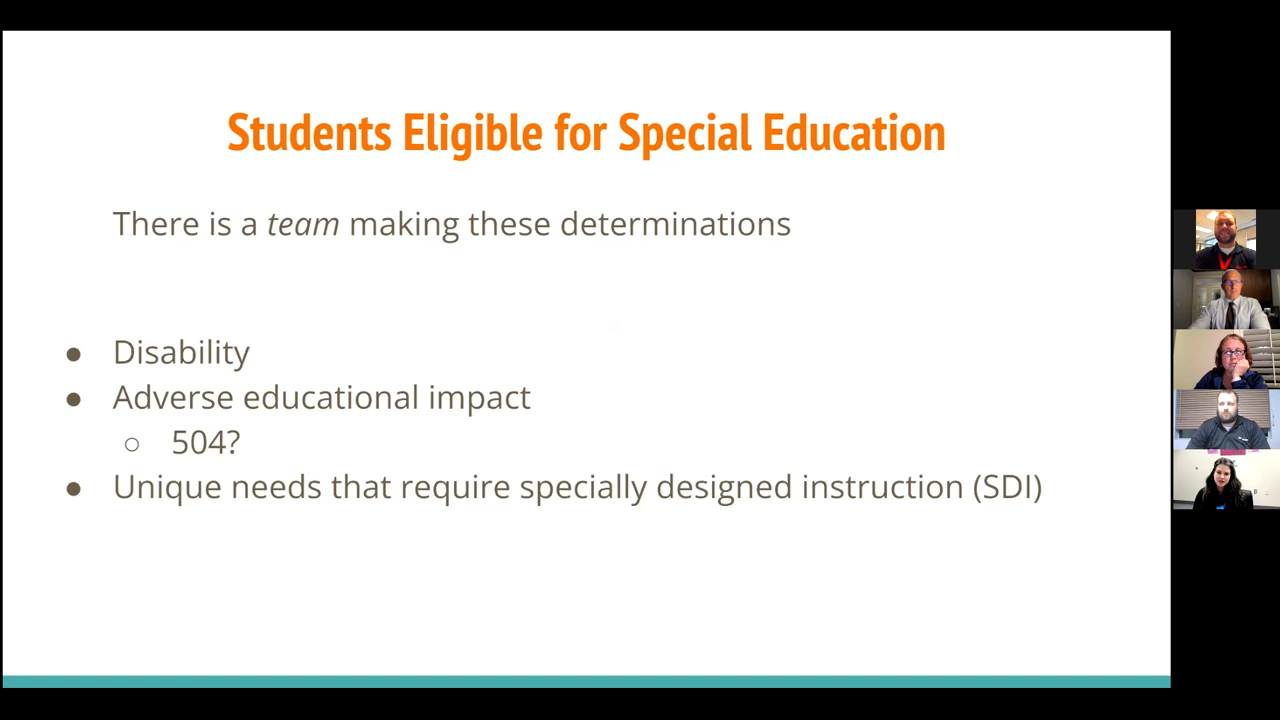 Students Eligible for Special Education
There is a team making these determinations
● Disability
● Adverse educational impact
○ 504?
● Unique needs that require specially designed instruction (SDI)